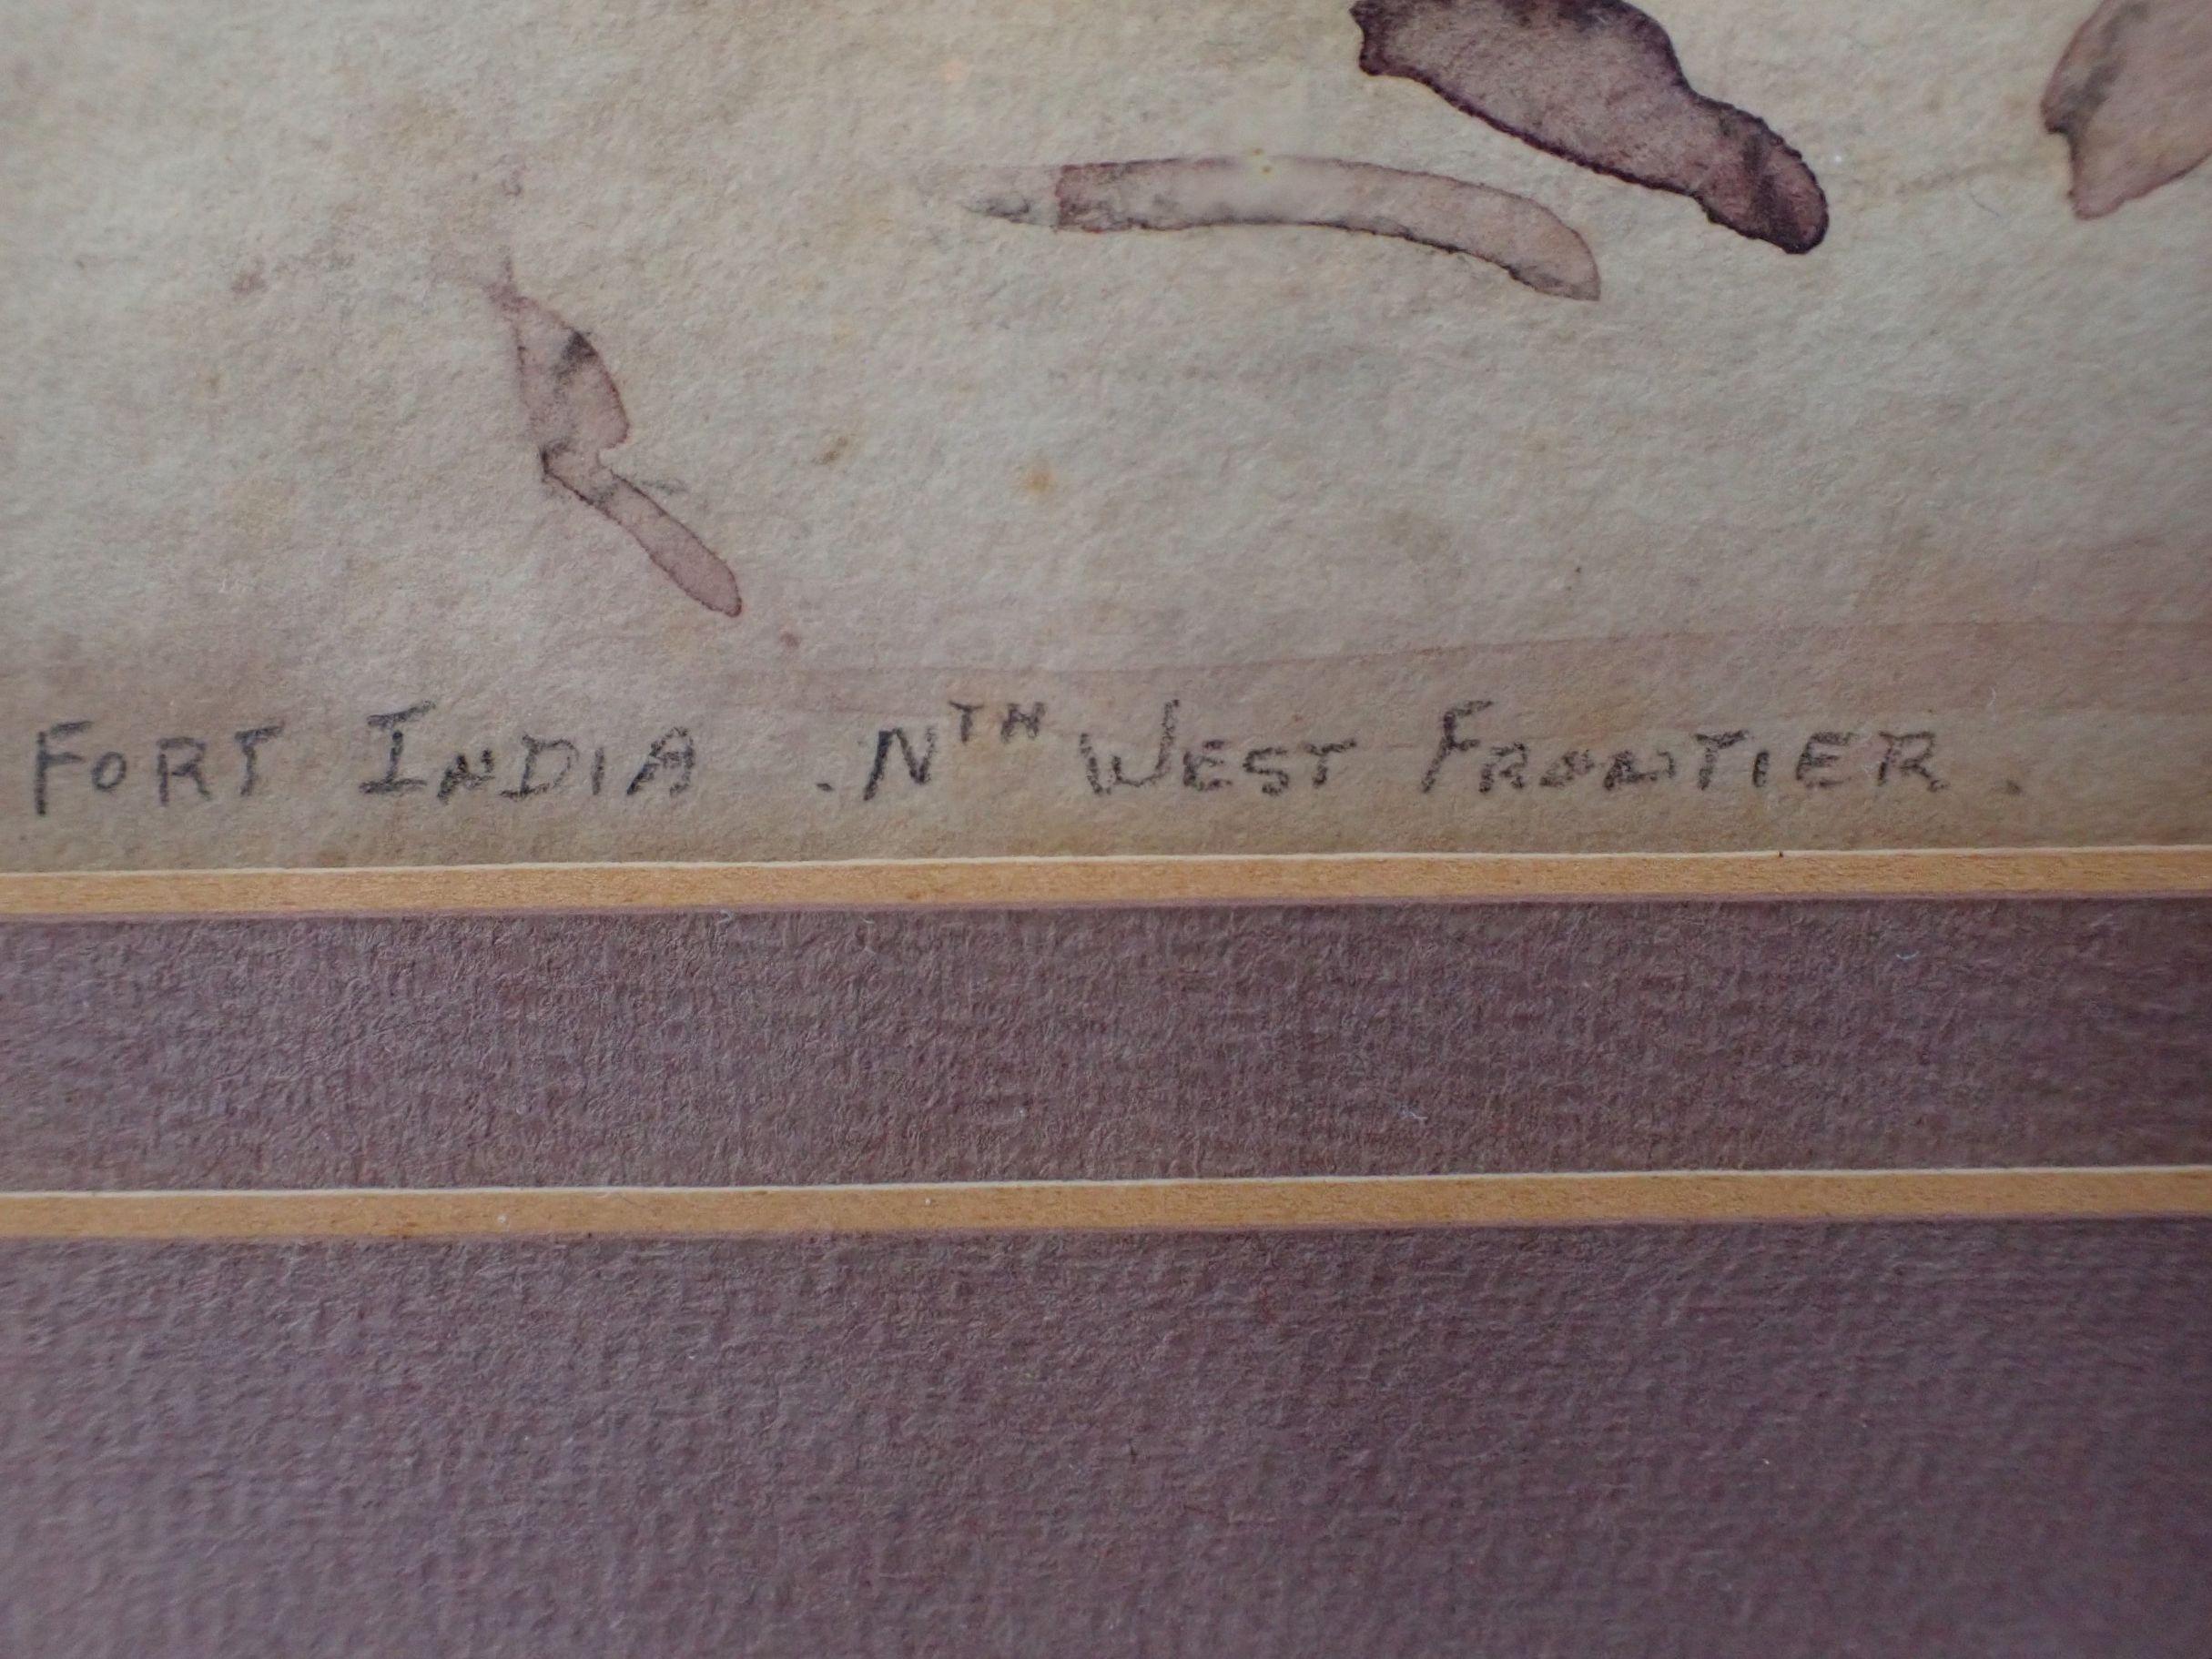 FORT INDIA . NTH WEST FRONTIER.